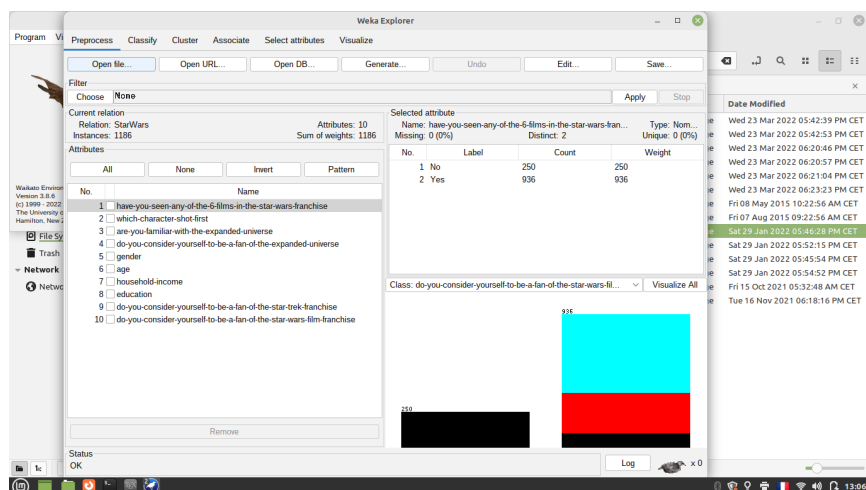 Weka Explorer
Program Vi
Preprocess Classify Cluster Associate Select attributes Visualize
Open file... Open URL... Open DB... Generate... Undo Edit... Save...
Filter
Choose None Apply Stop
Current relation
Relation: StarWars Attributes: 10
Instances: 1186 Sum of weights: 1186
Attributes
All None Invert Pattern
No. Name
1 have-you-seen-any-of-the-6-films-in-the-star-wars-franchise
2 which-character-shot-first
3 are-you-familiar-with-the-expanded-universe
4 do-you-consider-yourself-to-be-a-fan-of-the-expanded-universe
5 gender
6 age
7 household-income
8 education
9 do-you-consider-yourself-to-be-a-fan-of-the-star-trek-franchise
10 do-you-consider-yourself-to-be-a-fan-of-the-star-wars-film-franchise
Remove
Selected attribute
Name: have-you-seen-any-of-the-6-films-in-the-star-wars-fran... Type: Nom...
Missing: 0 (0%) Distinct: 2 Unique: 0 (0%)
No. Label Count Weight
1 No 250 250
2 Yes 936 936
Class: do-you-consider-yourself-to-be-a-fan-of-the-star-wars-fil... Visualize All
936
250
Status
OK
Log x 0
Waikato Environ
Version 3.8.6
(c) 1999 - 2022
The University o
Hamilton, New Z
File Sy
Trash
Network
Netwo
Date Modified
Wed 23 Mar 2022 05:42:39 PM CET
Wed 23 Mar 2022 05:42:53 PM CET
Wed 23 Mar 2022 06:20:46 PM CET
Wed 23 Mar 2022 06:20:57 PM CET
Wed 23 Mar 2022 06:21:04 PM CET
Wed 23 Mar 2022 06:23:23 PM CET
Fri 08 May 2015 10:22:56 AM CET
Fri 07 Aug 2015 09:22:56 AM CET
Sat 29 Jan 2022 05:46:28 PM CET
Sat 29 Jan 2022 05:52:15 PM CET
Sat 29 Jan 2022 05:45:54 PM CET
Sat 29 Jan 2022 05:54:52 PM CET
Fri 15 Oct 2021 05:32:48 AM CET
Tue 16 Nov 2021 06:18:16 PM CET
13:06